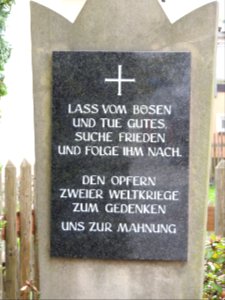 LASS VOM BÖSEN
UND TUE GUTES,
SUCHE FRIEDEN
UND FOLGE IHM NACH.
DEN OPFERN
ZWEIER WELTKRIEGE
ZUM GEDENKEN
UNS ZUR MAHNUNG